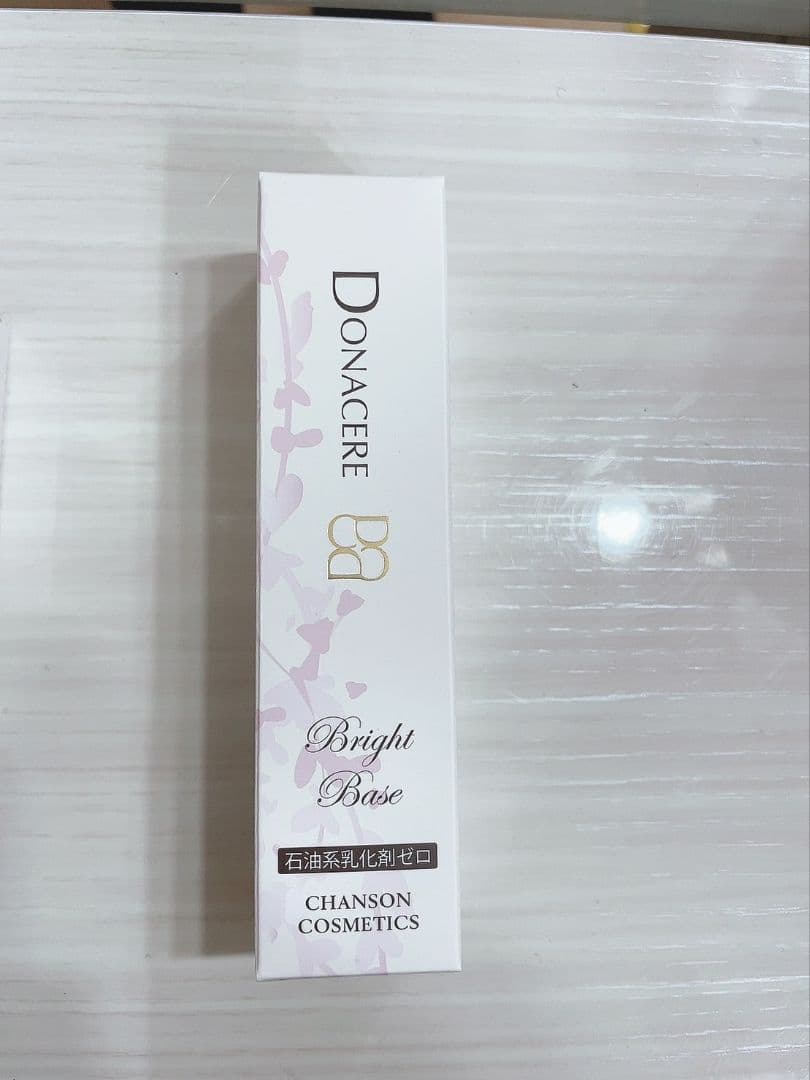 DONACERE
Bright
Base
石油系乳化剤ゼロ
CHANSON
COSMETICS